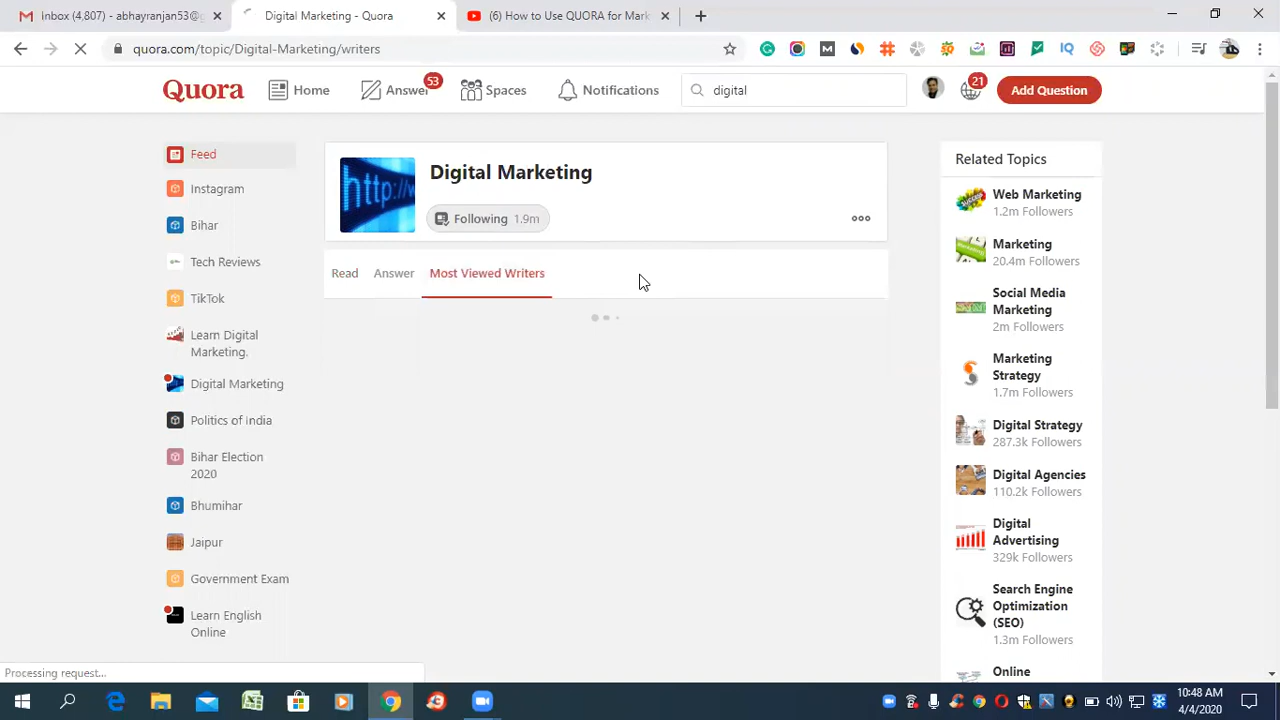 Inbox (4,807) - abhayranjan53@g
Digital Marketing - Quora
(6) How to Use QUORA for Mark
quora.com/topic/Digital-Marketing/writers
Quora
Home
Answer
53
Spaces
Notifications
digital
21
Add Question
Feed
Instagram
Bihar
Tech Reviews
TikTok
Learn Digital
Marketing.
Digital Marketing
Politics of India
Bihar Election
2020
Bhumihar
Jaipur
Government Exam
Learn English
Online
http://w
Digital Marketing
Following 1.9m
Read
Answer
Most Viewed Writers
Related Topics
Web Marketing
1.2m Followers
Marketing
20.4m Followers
Social Media
Marketing
2m Followers
Marketing
Strategy
1.7m Followers
Digital Strategy
287.3k Followers
Digital Agencies
110.2k Followers
Digital
Advertising
329k Followers
Search Engine
Optimization
(SEO)
1.3m Followers
Online
Processing request...
10:48 AM
4/4/2020